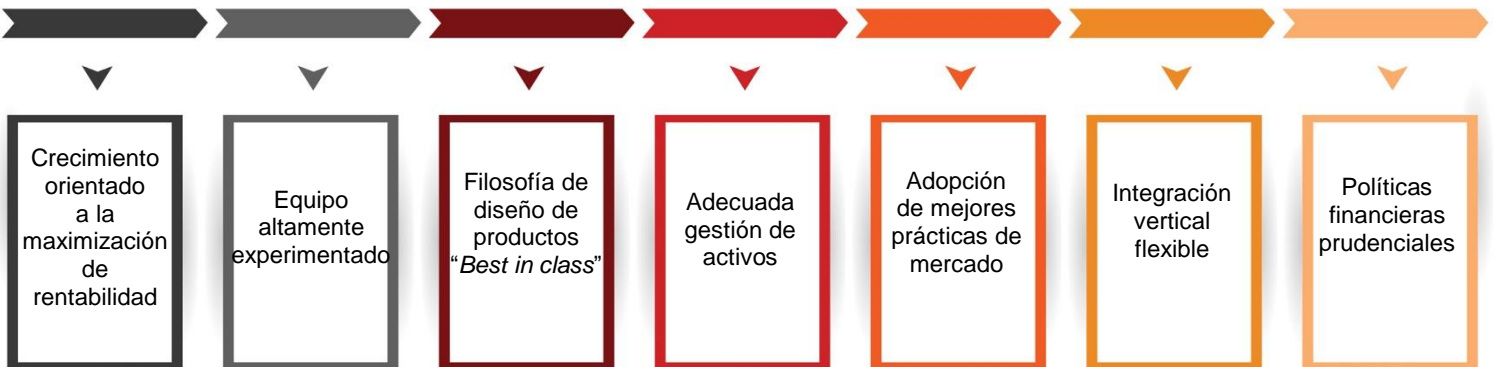 Crecimiento
orientado
a la
maximización
de
rentabilidad
Equipo
altamente
experimentado
Filosofía de
diseño de
productos
“Best in class”
Adecuada
gestión de
activos
Adopción
de mejores
prácticas de
mercado
Integración
vertical
flexible
Políticas
financieras
prudenciales